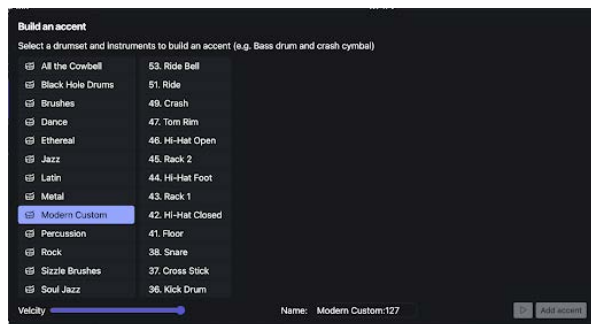 Build an accent
Select a drumset and instruments to build an accent (e.g. Bass drum and crash cymbal)
All the Cowbell 53. Ride Bell
Black Hole Drums 51. Ride
Brushes 49. Crash
Dance 47. Tom Rim
Ethereal 46. Hi-Hat Open
Jazz 45. Rack 2
Latin 44. Hi-Hat Foot
Metal 43. Rack 1
Modern Custom 42. Hi-Hat Closed
Percussion 41. Floor
Rock 38. Snare
Sizzle Brushes 37. Cross Stick
Soul Jazz 36. Kick Drum
Velcity Name: Modern Custom:127 Add accent